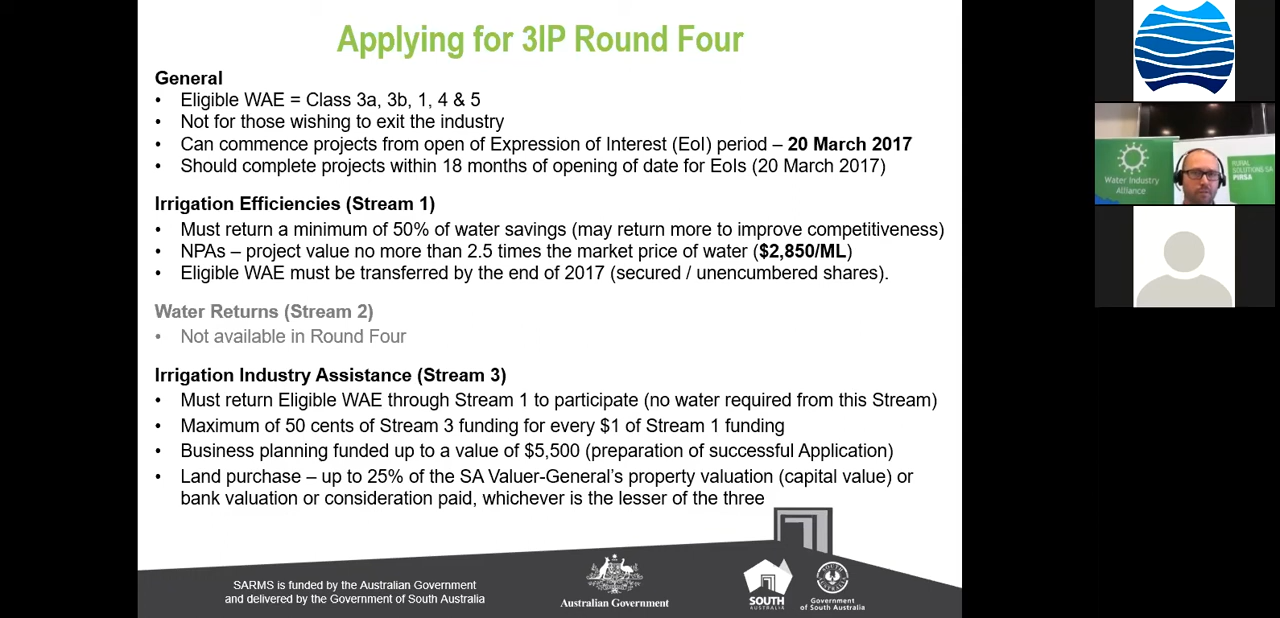 Applying for 3IP Round Four
General
• Eligible WAE = Class 3a, 3b, 1, 4 & 5
• Not for those wishing to exit the industry
• Can commence projects from open of Expression of Interest (EoI) period – 20 March 2017
• Should complete projects within 18 months of opening of date for EoIs (20 March 2017)
Irrigation Efficiencies (Stream 1)
• Must return a minimum of 50% of water savings (may return more to improve competitiveness)
• NPAs – project value no more than 2.5 times the market price of water ($2,850/ML)
• Eligible WAE must be transferred by the end of 2017 (secured / unencumbered shares).
Water Returns (Stream 2)
• Not available in Round Four
Irrigation Industry Assistance (Stream 3)
• Must return Eligible WAE through Stream 1 to participate (no water required from this Stream)
• Maximum of 50 cents of Stream 3 funding for every $1 of Stream 1 funding
• Business planning funded up to a value of $5,500 (preparation of successful Application)
• Land purchase – up to 25% of the SA Valuer-General’s property valuation (capital value) or
bank valuation or consideration paid, whichever is the lesser of the three
SARMS is funded by the Australian Government
and delivered by the Government of South Australia
Australian Government
SOUTH
AUSTRALIA
Government
of South Australia
Water Industry
Alliance
RURAL
SOLUTIONS SA
PIRSA